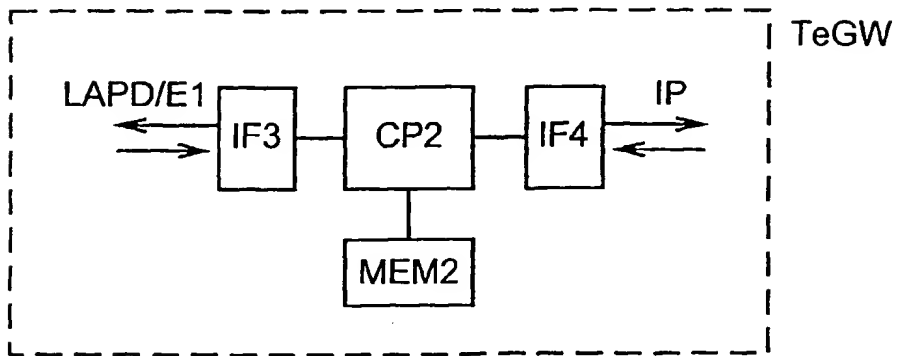 TeGW
LAPD/E1
IP
IF3
CP2
IF4
MEM2